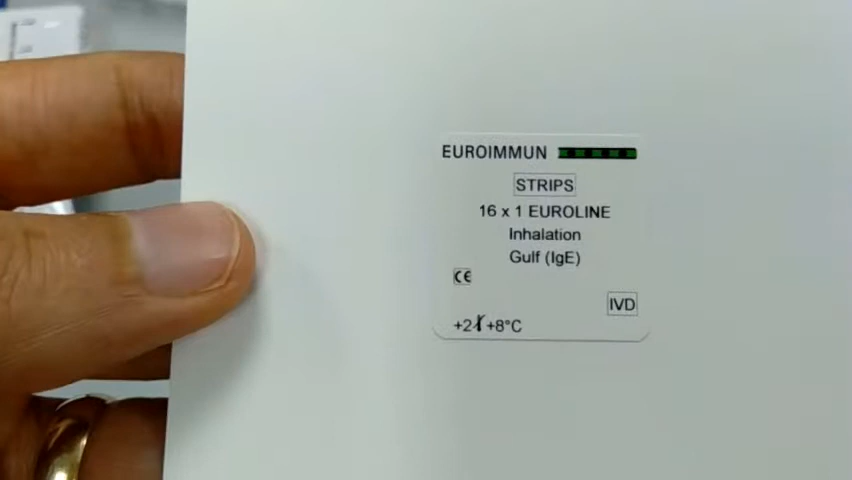 EUROIMMUN
STRIPS
16 x 1 EUROLINE
Inhalation
Gulf (IgE)
CE
IVD
+2 +8°C